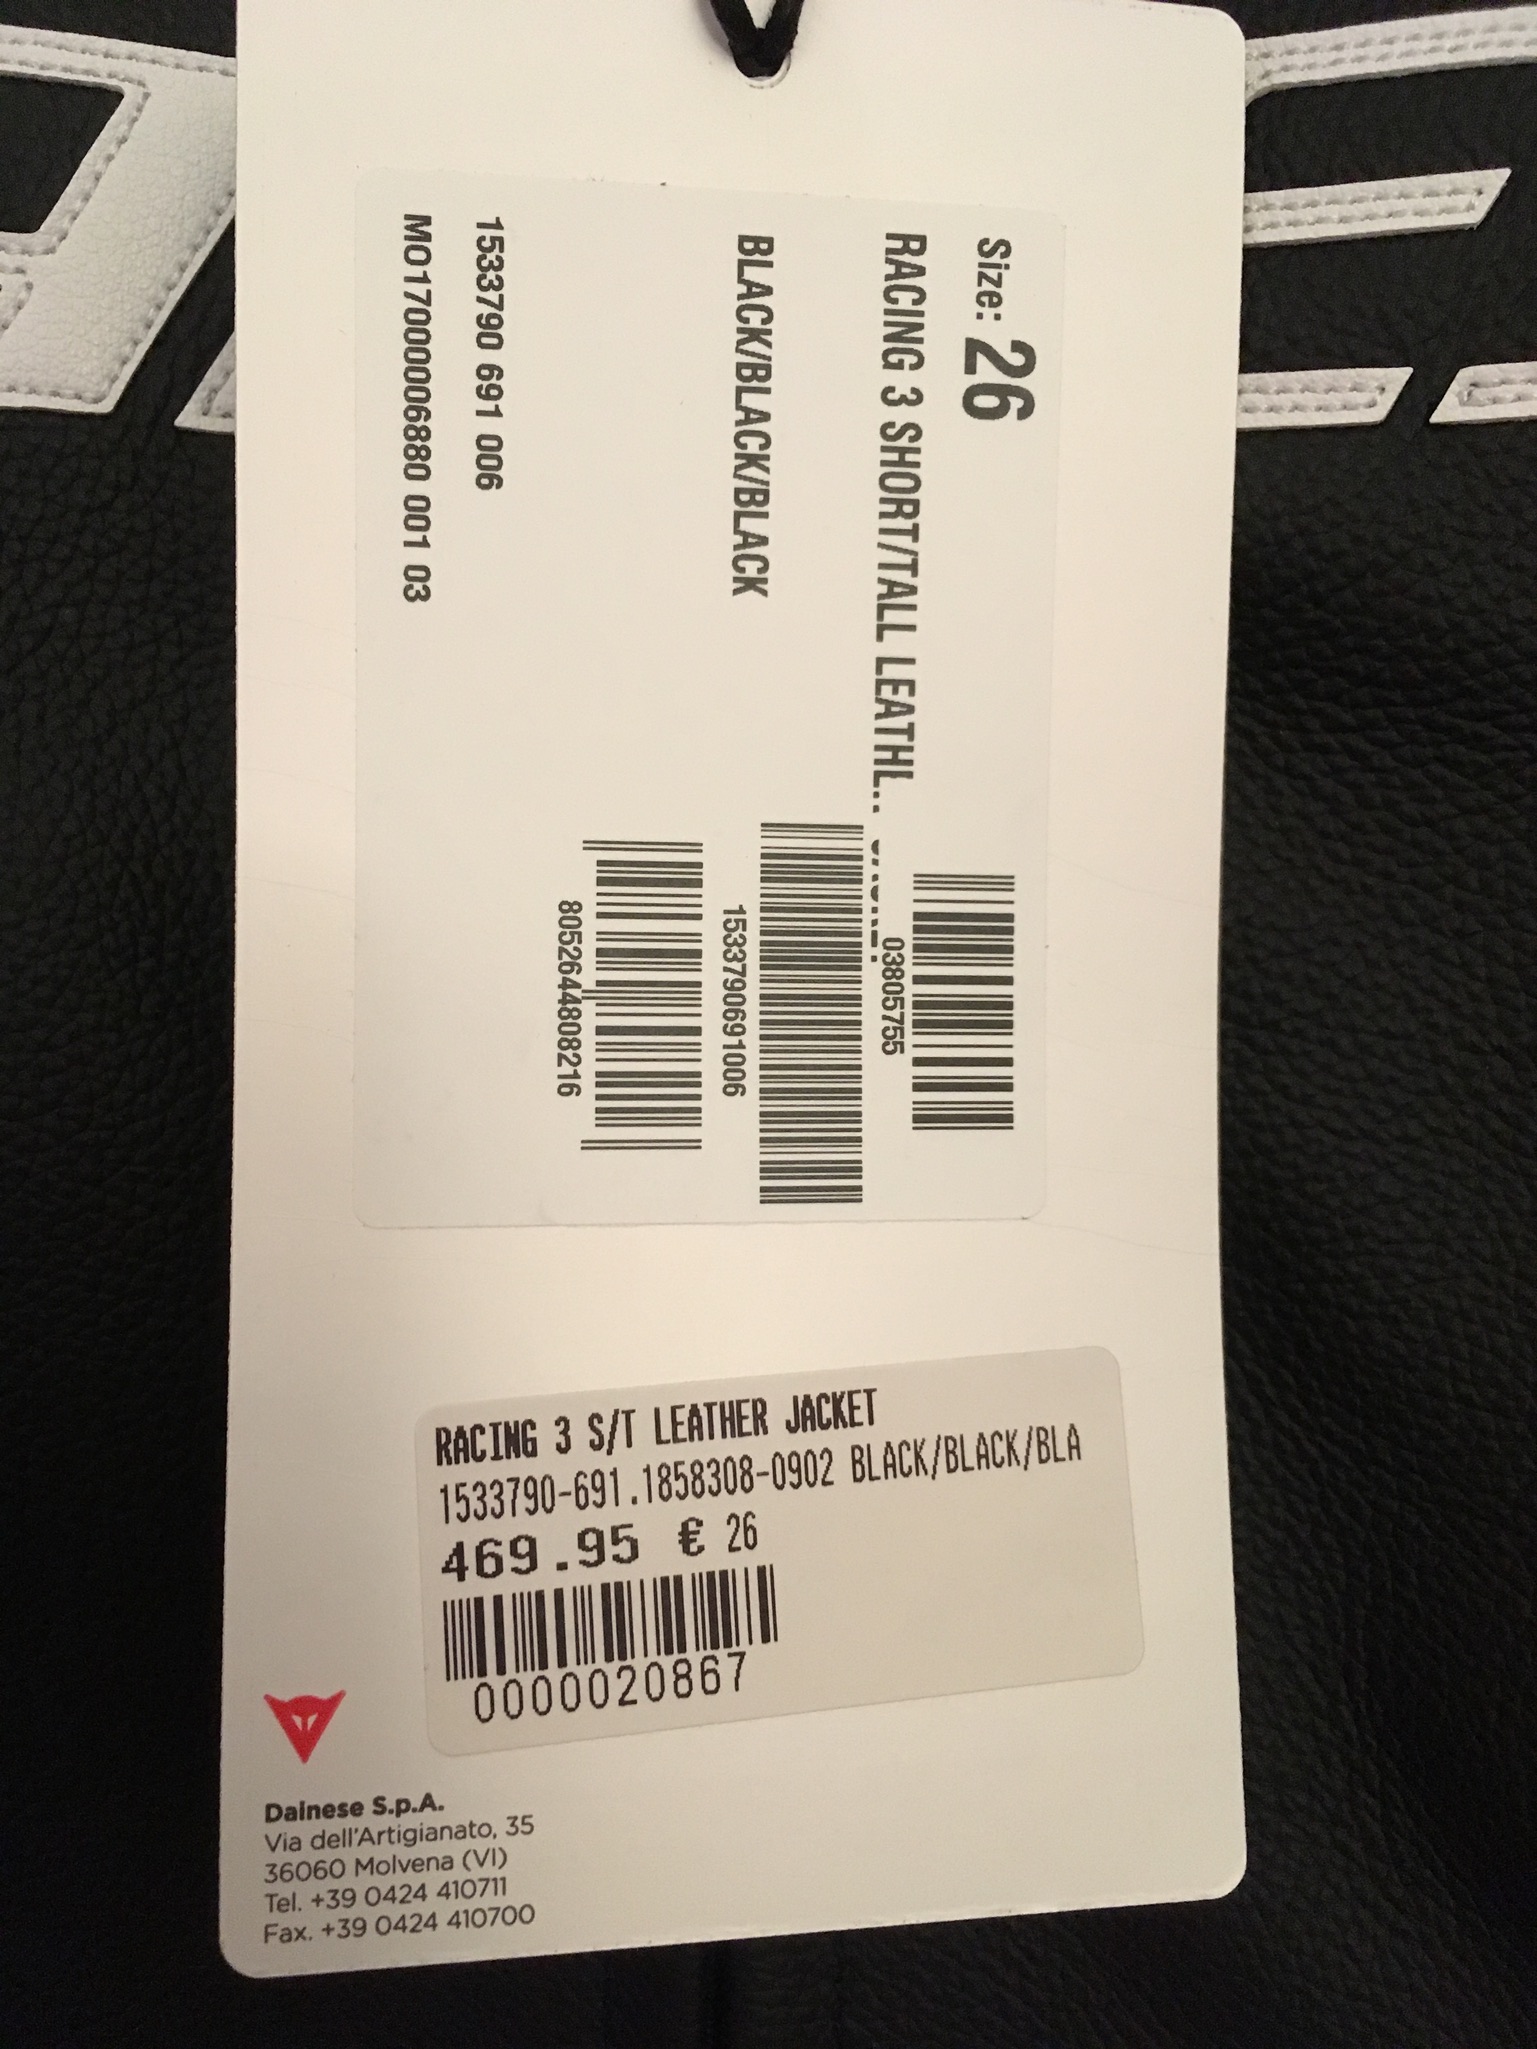 Size: 26
RACING 3 SHORT/TALL
03805755
BLACK/BLACK/BLACK
1533790691006
8052644808216
1533790 691 006
M0170000006880 001 03
RACING 3 S/T LEATHER JACKET
1533790-691.1858308-0902 BLACK/BLACK/BLA
469.95 € 26
0000020867
Dainese S.p.A.
Via dell'Artigianato, 35
36060 Molvena (VI)
Tel. +39 0424 410711
Fax. +39 0424 410700